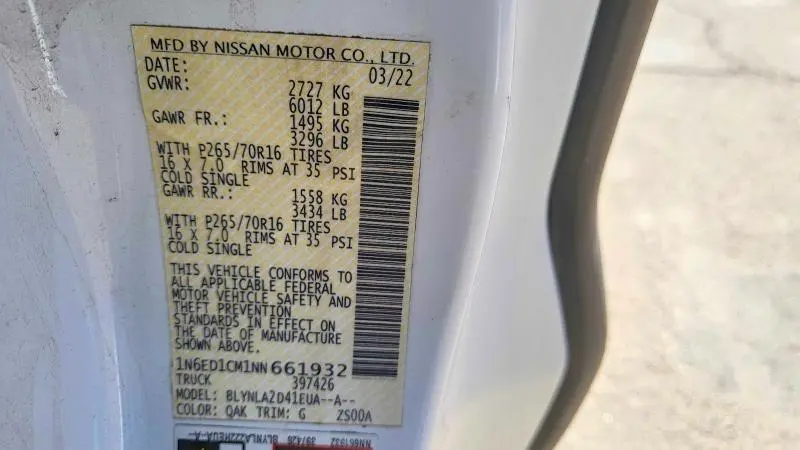 MFD BY NISSAN MOTOR CO., LTD.
DATE: 03/22
GVWR: 2727 KG
6012 LB
GAWR FR.: 1495 KG
3296 LB
WITH P265/70R16 TIRES
16 X 7.0 RIMS AT 35 PSI
COLD SINGLE
GAWR RR.: 1558 KG
3434 LB
WITH P265/70R16 TIRES
16 X 7.0 RIMS AT 35 PSI
COLD SINGLE
THIS VEHICLE CONFORMS TO
ALL APPLICABLE FEDERAL
MOTOR VEHICLE SAFETY AND
THEFT PREVENTION
STANDARDS IN EFFECT ON
THE DATE OF MANUFACTURE
SHOWN ABOVE.
1N6ED1CM1NN661932
TRUCK 397426
MODEL: BLYNLA2D41EUA--A--
COLOR: QAK TRIM: G ZS00A
NN661932 397426